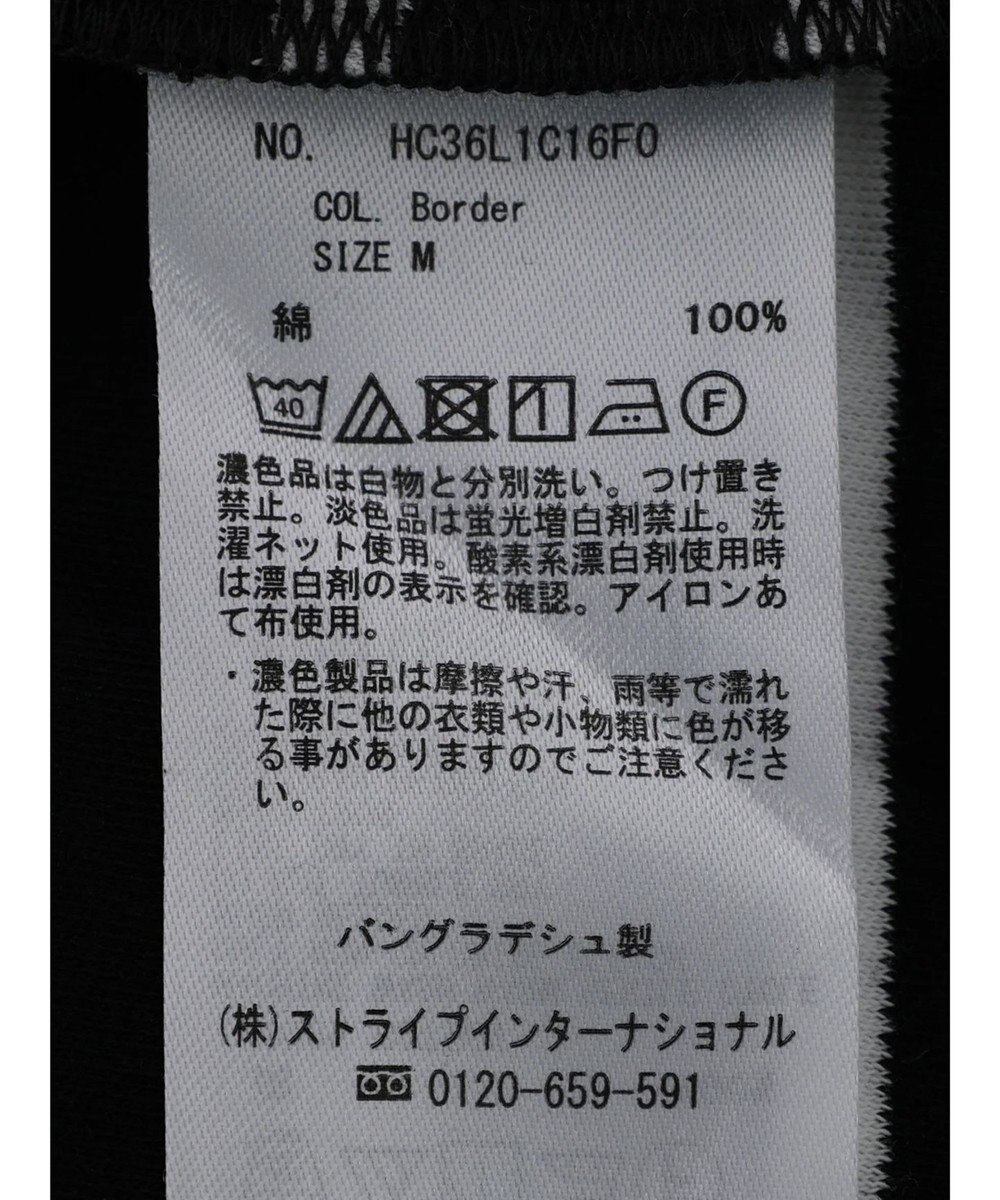 NO. HC36L1C16F0
COL. Border
SIZE M
綿 100%
40 F
濃色品は白物と分別洗い。つけ置き
禁止。淡色品は蛍光増白剤禁止。洗
濯ネット使用。酸素系漂白剤使用時
は漂白剤の表示を確認。アイロンあ
て布使用。
・濃色製品は摩擦や汗、雨等で濡れ
た際に他の衣類や小物類に色が移
る事がありますのでご注意くださ
い。
バングラデシュ製
(株)ストライプインターナショナル
0120-659-591